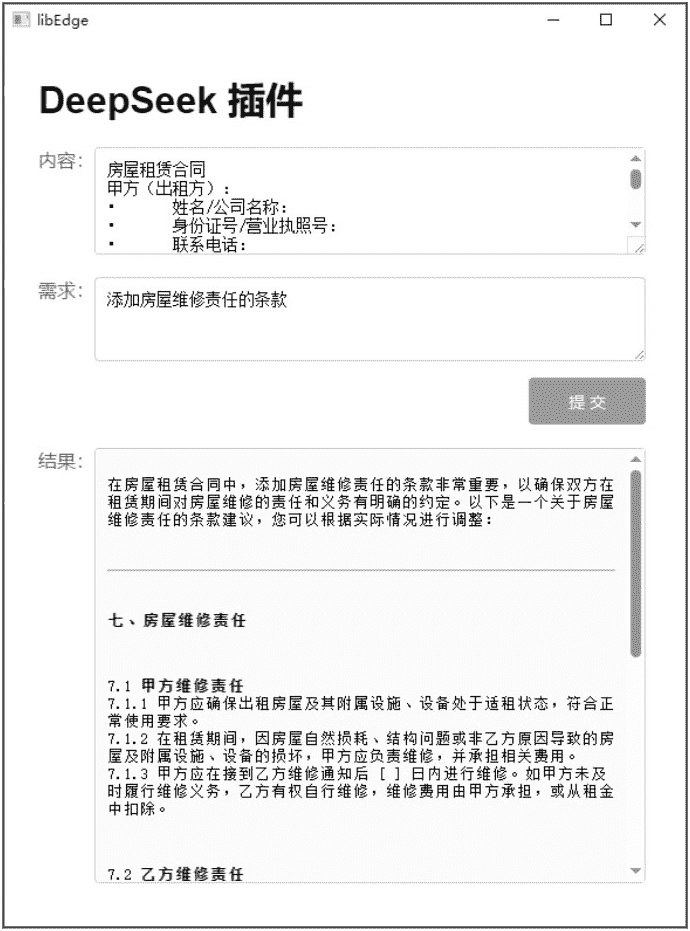 libEdge
DeepSeek 插件
内容：
房屋租赁合同
甲方（出租方）：
▪ 姓名/公司名称：
▪ 身份证号/营业执照号：
▪ 联系电话：
需求：
添加房屋维修责任的条款
提 交
结果：
在房屋租赁合同中，添加房屋维修责任的条款非常重要，以确保双方在
租赁期间对房屋维修的责任和义务有明确的约定。以下是一个关于房屋
维修责任的条款建议，您可以根据实际情况进行调整：
七、房屋维修责任
7.1 甲方维修责任
7.1.1 甲方应确保出租房屋及其附属设施、设备处于适租状态，符合正
常使用要求。
7.1.2 在租赁期间，因房屋自然损耗、结构问题或非乙方原因导致的房
屋及附属设施、设备的损坏，甲方应负责维修，并承担相关费用。
7.1.3 甲方应在接到乙方维修通知后 [ ] 日内进行维修。如甲方未及
时履行维修义务，乙方有权自行维修，维修费用由甲方承担，或从租金
中扣除。
7.2 乙方维修责任